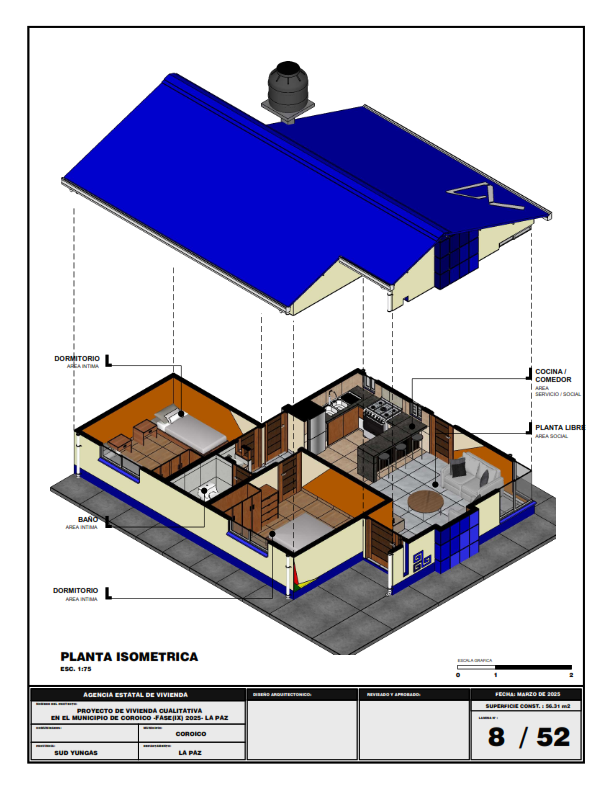 DORMITORIO
AREA INTIMA
COCINA /
COMEDOR
AREA
SERVICIO / SOCIAL
PLANTA LIBRE
AREA SOCIAL
BAÑO
AREA INTIMA
DORMITORIO
AREA INTIMA
PLANTA ISOMETRICA
ESC. 1:75
ESCALA GRAFICA
0 1 2
AGENCIA ESTATAL DE VIVIENDA
PROYECTO DE VIVIENDA CUALITATIVA
EN EL MUNICIPIO DE COROICO -FASE(IX) 2025- LA PAZ
COROICO
SUD YUNGAS
LA PAZ
DISEÑO ARQUITECTONICO:
REVISADO Y APROBADO:
FECHA: MARZO DE 2025
SUPERFICIE CONST. : 56.31 m2
LAMINA N° :
8 / 52